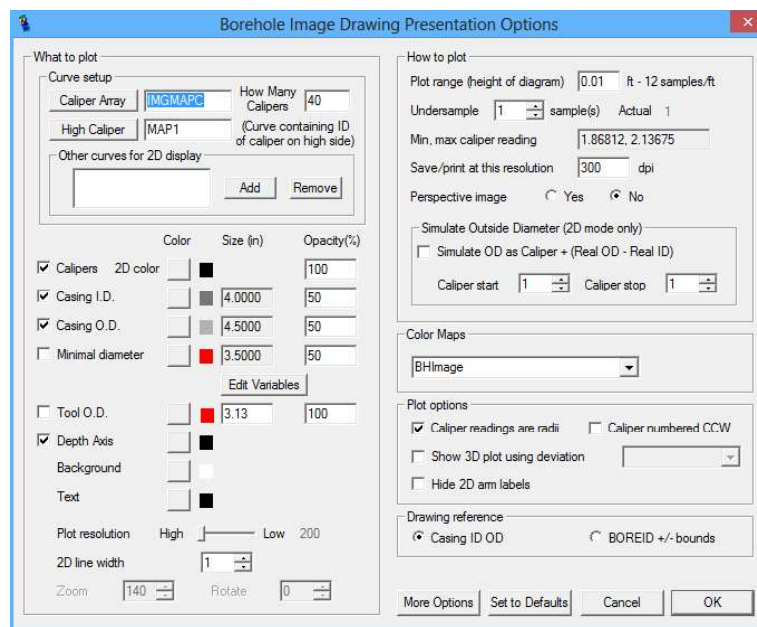 Borehole Image Drawing Presentation Options
What to plot
Curve setup
Caliper Array IMGMAPC How Many Calipers 40
High Caliper MAP1 (Curve containing ID of caliper on high side)
Other curves for 2D display
Add Remove
Color Size (in) Opacity(%)
Calipers 2D color 100
Casing I.D. 4.0000 50
Casing O.D. 4.5000 50
Minimal diameter 3.5000 50
Edit Variables
Tool O.D. 3.13 100
Depth Axis
Background
Text
Plot resolution High Low 200
2D line width 1
Zoom 140 Rotate 0
How to plot
Plot range (height of diagram) 0.01 ft - 12 samples/ft
Undersample 1 sample(s) Actual 1
Min, max caliper reading 1.86812, 2.13675
Save/print at this resolution 300 dpi
Perspective image Yes No
Simulate Outside Diameter (2D mode only)
Simulate OD as Caliper + (Real OD - Real ID)
Caliper start 1 Caliper stop 1
Color Maps
BHImage
Plot options
Caliper readings are radii Caliper numbered CCW
Show 3D plot using deviation
Hide 2D arm labels
Drawing reference
Casing ID OD BOREID +/- bounds
More Options Set to Defaults Cancel OK